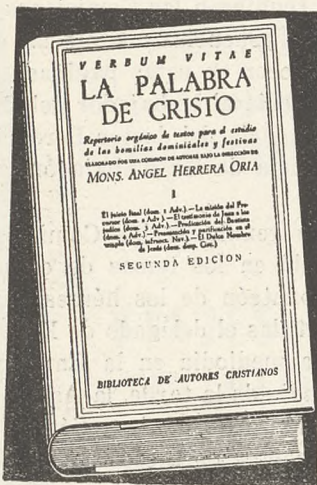 VERBUM VITAE
LA PALABRA
DE CRISTO
Repertorio orgánico de textos para el estudio
de las homilías dominicales y festivas
ELABORADO POR UNA COMISIÓN DE AUTORES BAJO LA DIRECCIÓN DE
MONS. ANGEL HERRERA ORIA
I
El juicio final (dom. 1 Adv.).—La misión del Pre-
cursor (dom. 2 Adv.).—El testimonio de Juan a los
judíos (dom. 3 Adv.).—Predicación del Bautista
(dom. 4 Adv.).—Presentación y purificación en el
templo (dom. infraoct. Nav.).—El Dulce Nombre
de Jesús (dom. desp. Circ.)
SEGUNDA EDICION
BIBLIOTECA DE AUTORES CRISTIANOS